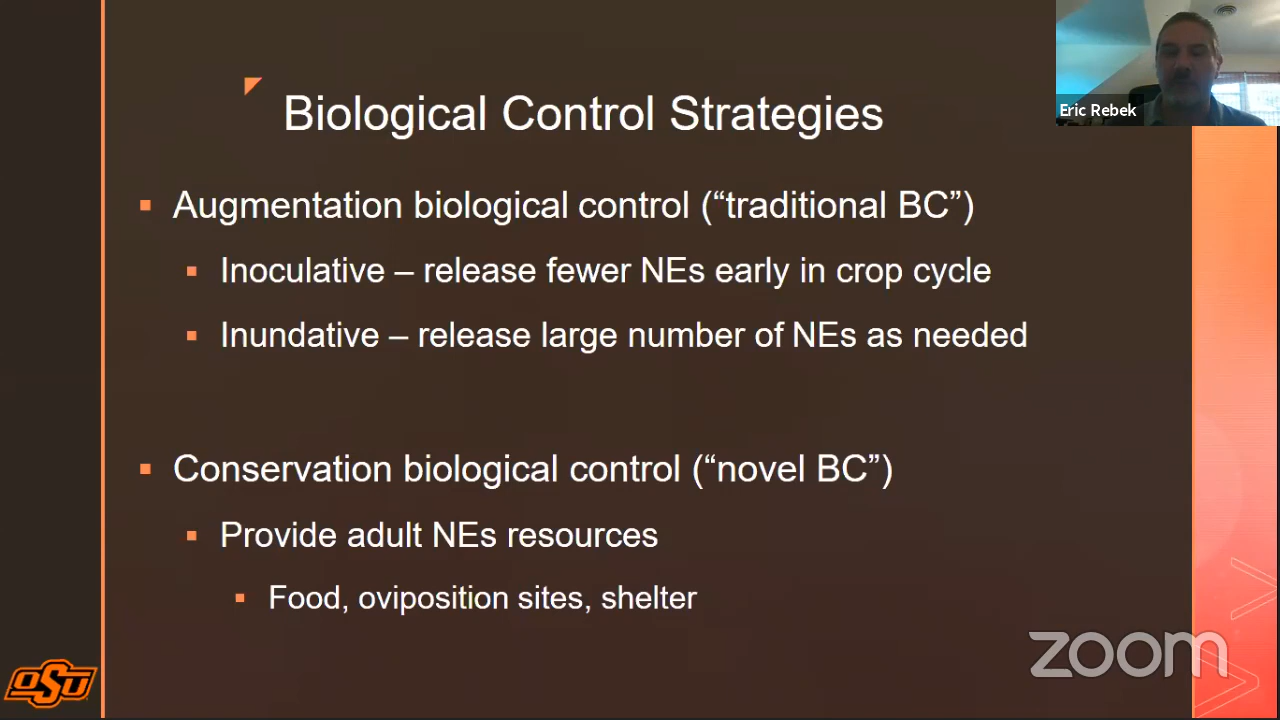 Eric Rebek
Biological Control Strategies
Augmentation biological control (“traditional BC”)
Inoculative – release fewer NEs early in crop cycle
Inundative – release large number of NEs as needed
Conservation biological control (“novel BC”)
Provide adult NEs resources
Food, oviposition sites, shelter
zoom
OSU